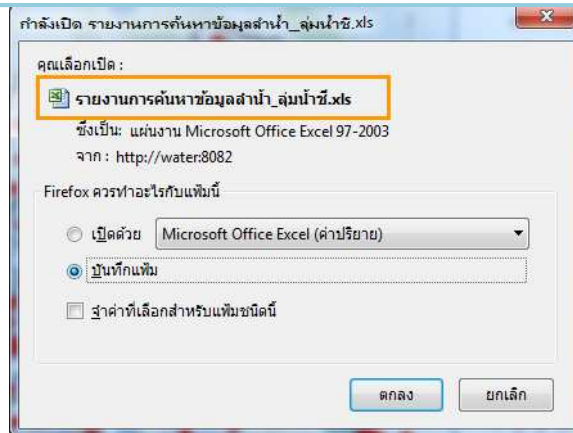 กำลังเปิด รายงานการค้นหาข้อมูลลำน้ำ_ลุ่มน้ำชี.xls
คุณเลือกเปิด :
รายงานการค้นหาข้อมูลลำน้ำ_ลุ่มน้ำชี.xls
ซึ่งเป็น: แผ่นงาน Microsoft Office Excel 97-2003
จาก : http://water:8082
Firefox ควรทำอะไรกับแฟ้มนี้
เปิดด้วย Microsoft Office Excel (ค่าปริยาย)
บันทึกแฟ้ม
จำค่าที่เลือกสำหรับแฟ้มชนิดนี้
ตกลง ยกเลิก